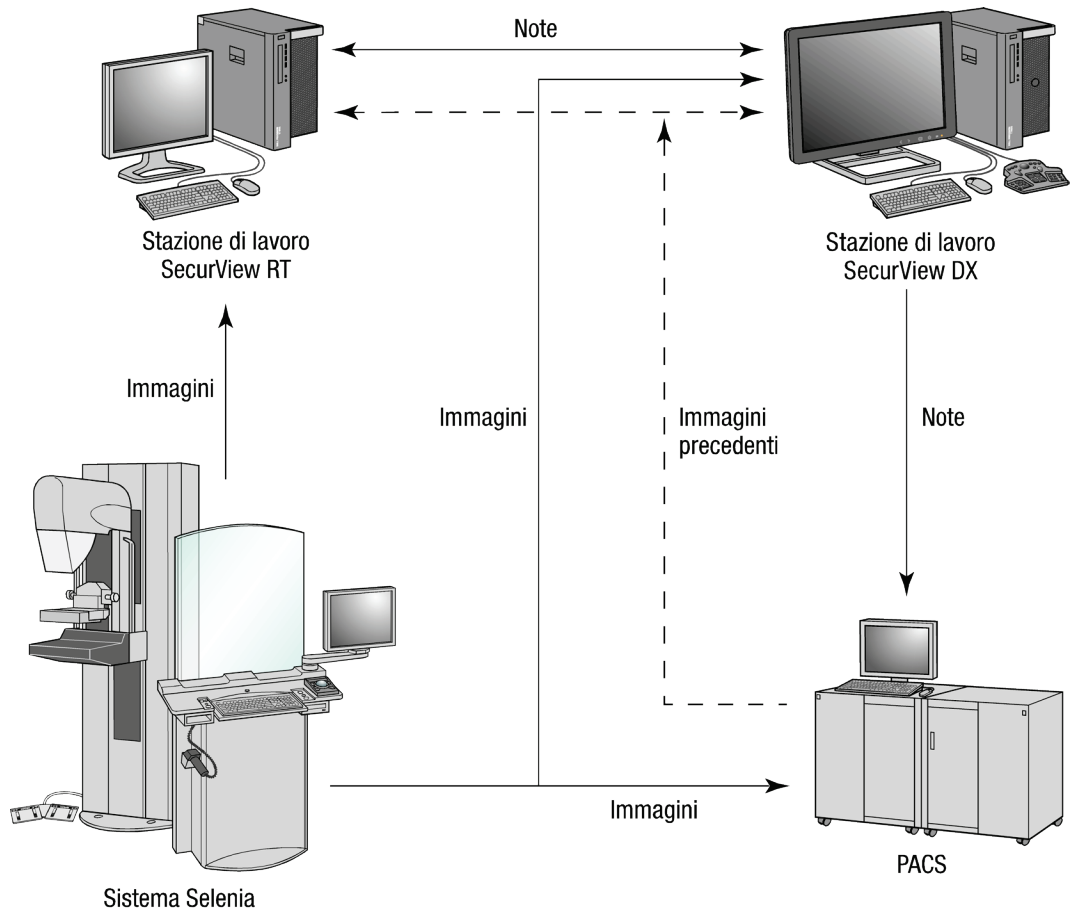 Note
Stazione di lavoro
SecurView RT
Stazione di lavoro
SecurView DX
Immagini
Immagini
Immagini
precedenti
Note
Immagini
PACS
Sistema Selenia